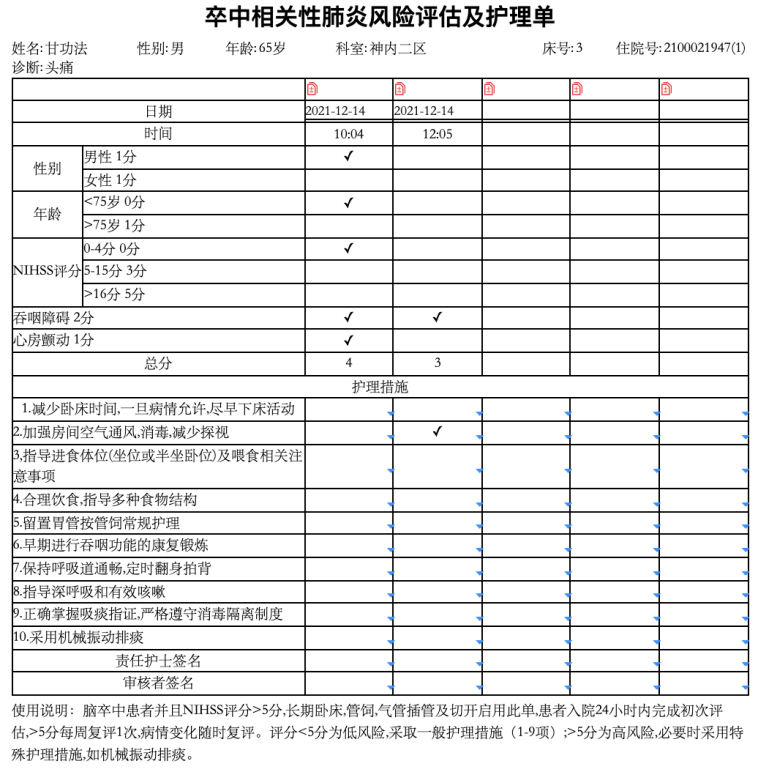 卒中相关性肺炎风险评估及护理单
姓名:甘功法 性别:男 年龄:65岁 科室:神内二区 床号:3 住院号:2100021947(1)
诊断:头痛
日期 2021-12-14 2021-12-14
时间 10:04 12:05
性别
男性 1分 ✓
女性 1分
年龄
<75岁 0分 ✓
>75岁 1分
NIHSS评分
0-4分 0分 ✓
5-15分 3分
>16分 5分
吞咽障碍 2分 ✓ ✓
心房颤动 1分 ✓
总分 4 3
护理措施
1.减少卧床时间,一旦病情允许,尽早下床活动
2.加强房间空气通风,消毒,减少探视 ✓
3,指导进食体位(坐位或半坐卧位)及喂食相关注
意事项
4.合理饮食,指导多种食物结构
5.留置胃管按管饲常规护理
6.早期进行吞咽功能的康复锻炼
7.保持呼吸道通畅,定时翻身拍背
8.指导深呼吸和有效咳嗽
9.正确掌握吸痰指证,严格遵守消毒隔离制度
10.采用机械振动排痰
责任护士签名
审核者签名
使用说明：脑卒中患者并且NIHSS评分>5分,长期卧床,管饲,气管插管及切开启用此单,患者入院24小时内完成初次评
估,>5分每周复评1次,病情变化随时复评。评分<5分为低风险,采取一般护理措施（1-9项）;>5分为高风险,必要时采用特
殊护理措施,如机械振动排痰。